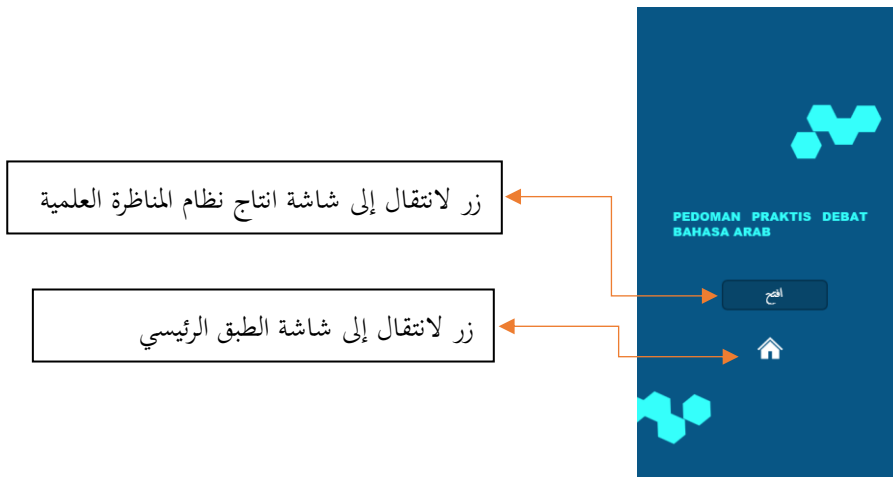 زر لانتقال إلى شاشة انتاج نظام المناظرة العلمية
زر لانتقال إلى شاشة الطبق الرئيسي
PEDOMAN PRAKTIS DEBAT
BAHASA ARAB
افتح